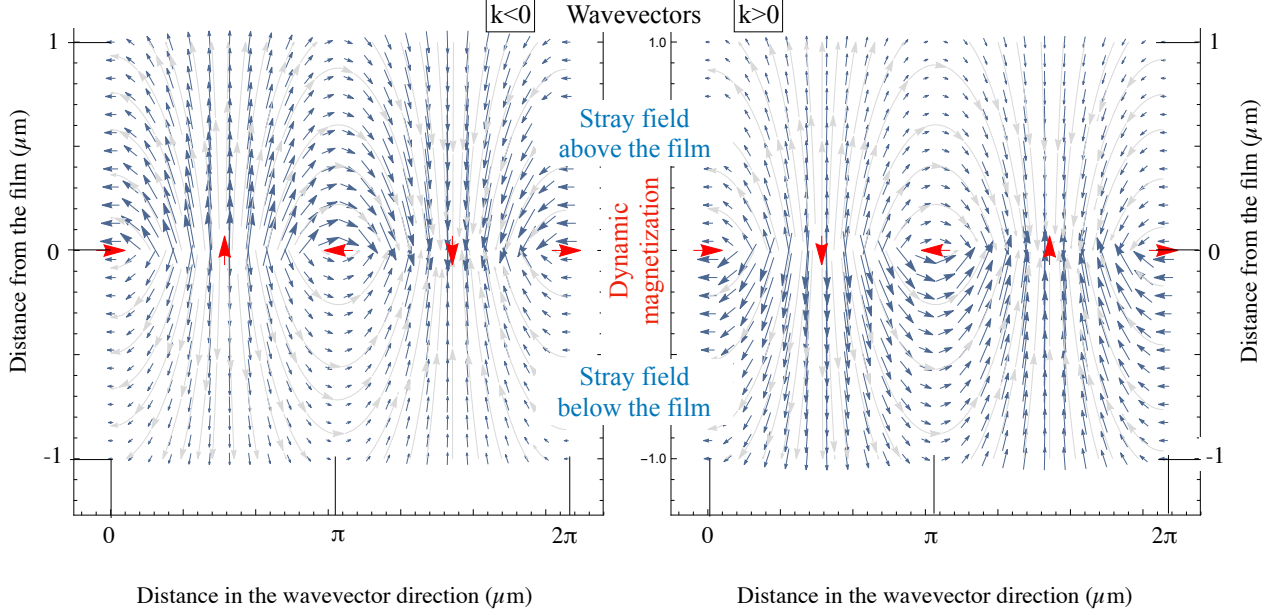 k<0 Wavevectors k>0
Distance from the film (μm)
1
0
-1
0
π
2π
Distance in the wavevector direction (μm)
Stray field
above the film
Dynamic
magnetization
Stray field
below the film
1.0
-1.0
0
π
2π
Distance in the wavevector direction (μm)
1
0
-1
Distance from the film (μm)